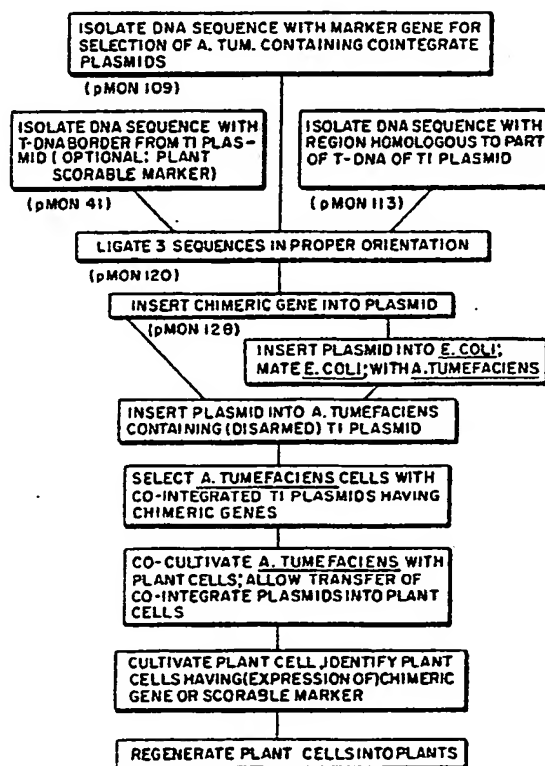 ISOLATE DNA SEQUENCE WITH MARKER GENE FOR
SELECTION OF A. TUM. CONTAINING COINTEGRATE
PLASMIDS
(pMON 109)
ISOLATE DNA SEQUENCE WITH
T-DNA BORDER FROM TI PLAS-
MID (OPTIONAL: PLANT
SCORABLE MARKER)
(pMON 41)
ISOLATE DNA SEQUENCE WITH
REGION HOMOLOGOUS TO PART
OF T-DNA OF TI PLASMID
(pMON 113)
LIGATE 3 SEQUENCES IN PROPER ORIENTATION
(pMON 120)
INSERT CHIMERIC GENE INTO PLASMID
(pMON 128)
INSERT PLASMID INTO E. COLI;
MATE E. COLI; WITH A.TUMEFACIENS
INSERT PLASMID INTO A. TUMEFACIENS
CONTAINING (DISARMED) TI PLASMID
SELECT A. TUMEFACIENS CELLS WITH
CO-INTEGRATED TI PLASMIDS HAVING
CHIMERIC GENES
CO-CULTIVATE A. TUMEFACIENS WITH
PLANT CELLS; ALLOW TRANSFER OF
CO-INTEGRATE PLASMIDS INTO PLANT
CELLS
CULTIVATE PLANT CELL, IDENTIFY PLANT
CELLS HAVING (EXPRESSION OF) CHIMERIC
GENE OR SCORABLE MARKER
REGENERATE PLANT CELLS INTO PLANTS